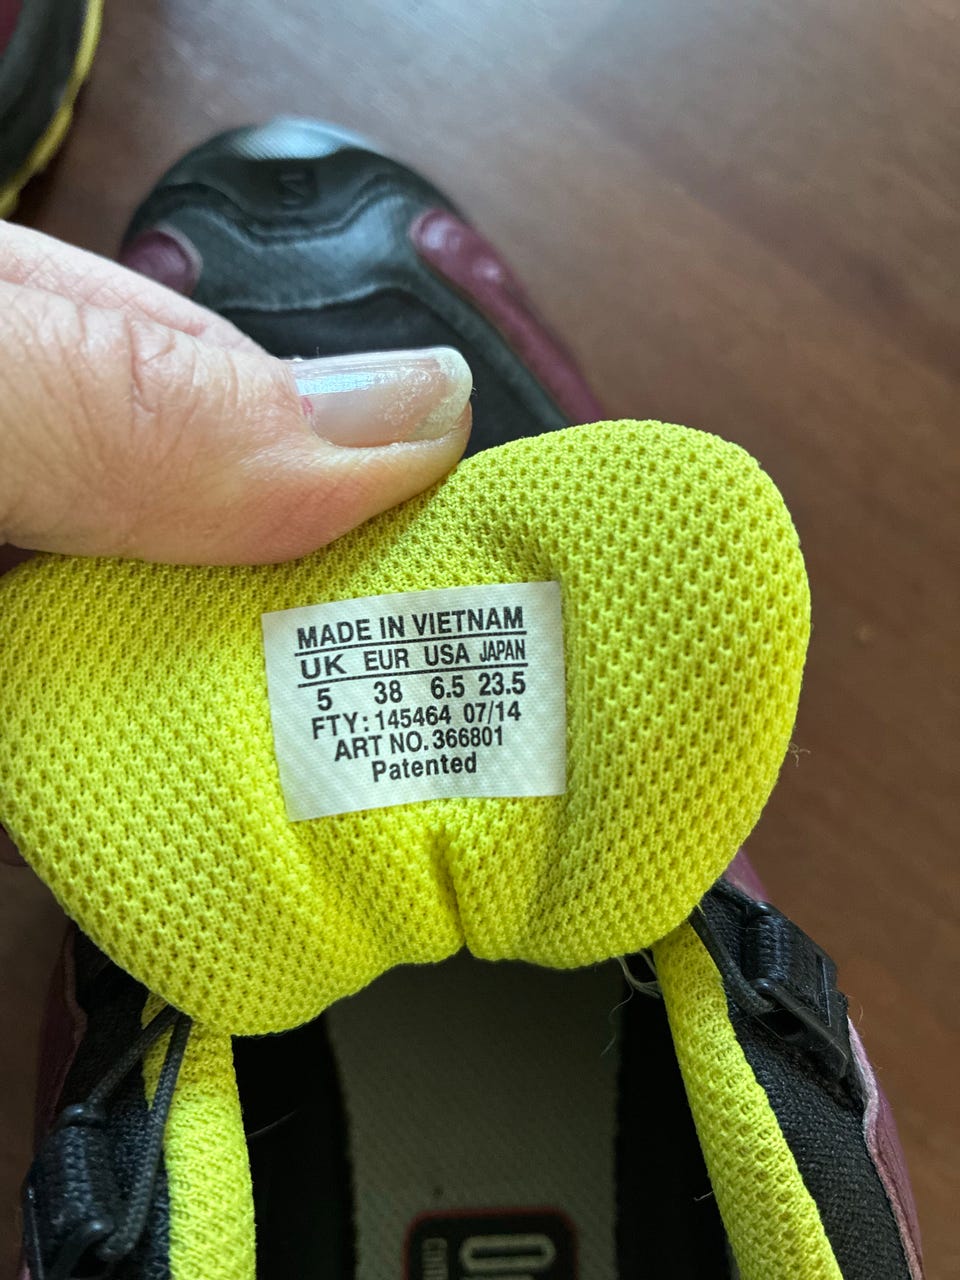 MADE IN VIETNAM
UK EUR USA JAPAN
5 38 6.5 23.5
FTY: 145464 07/14
ART NO. 366801
Patented